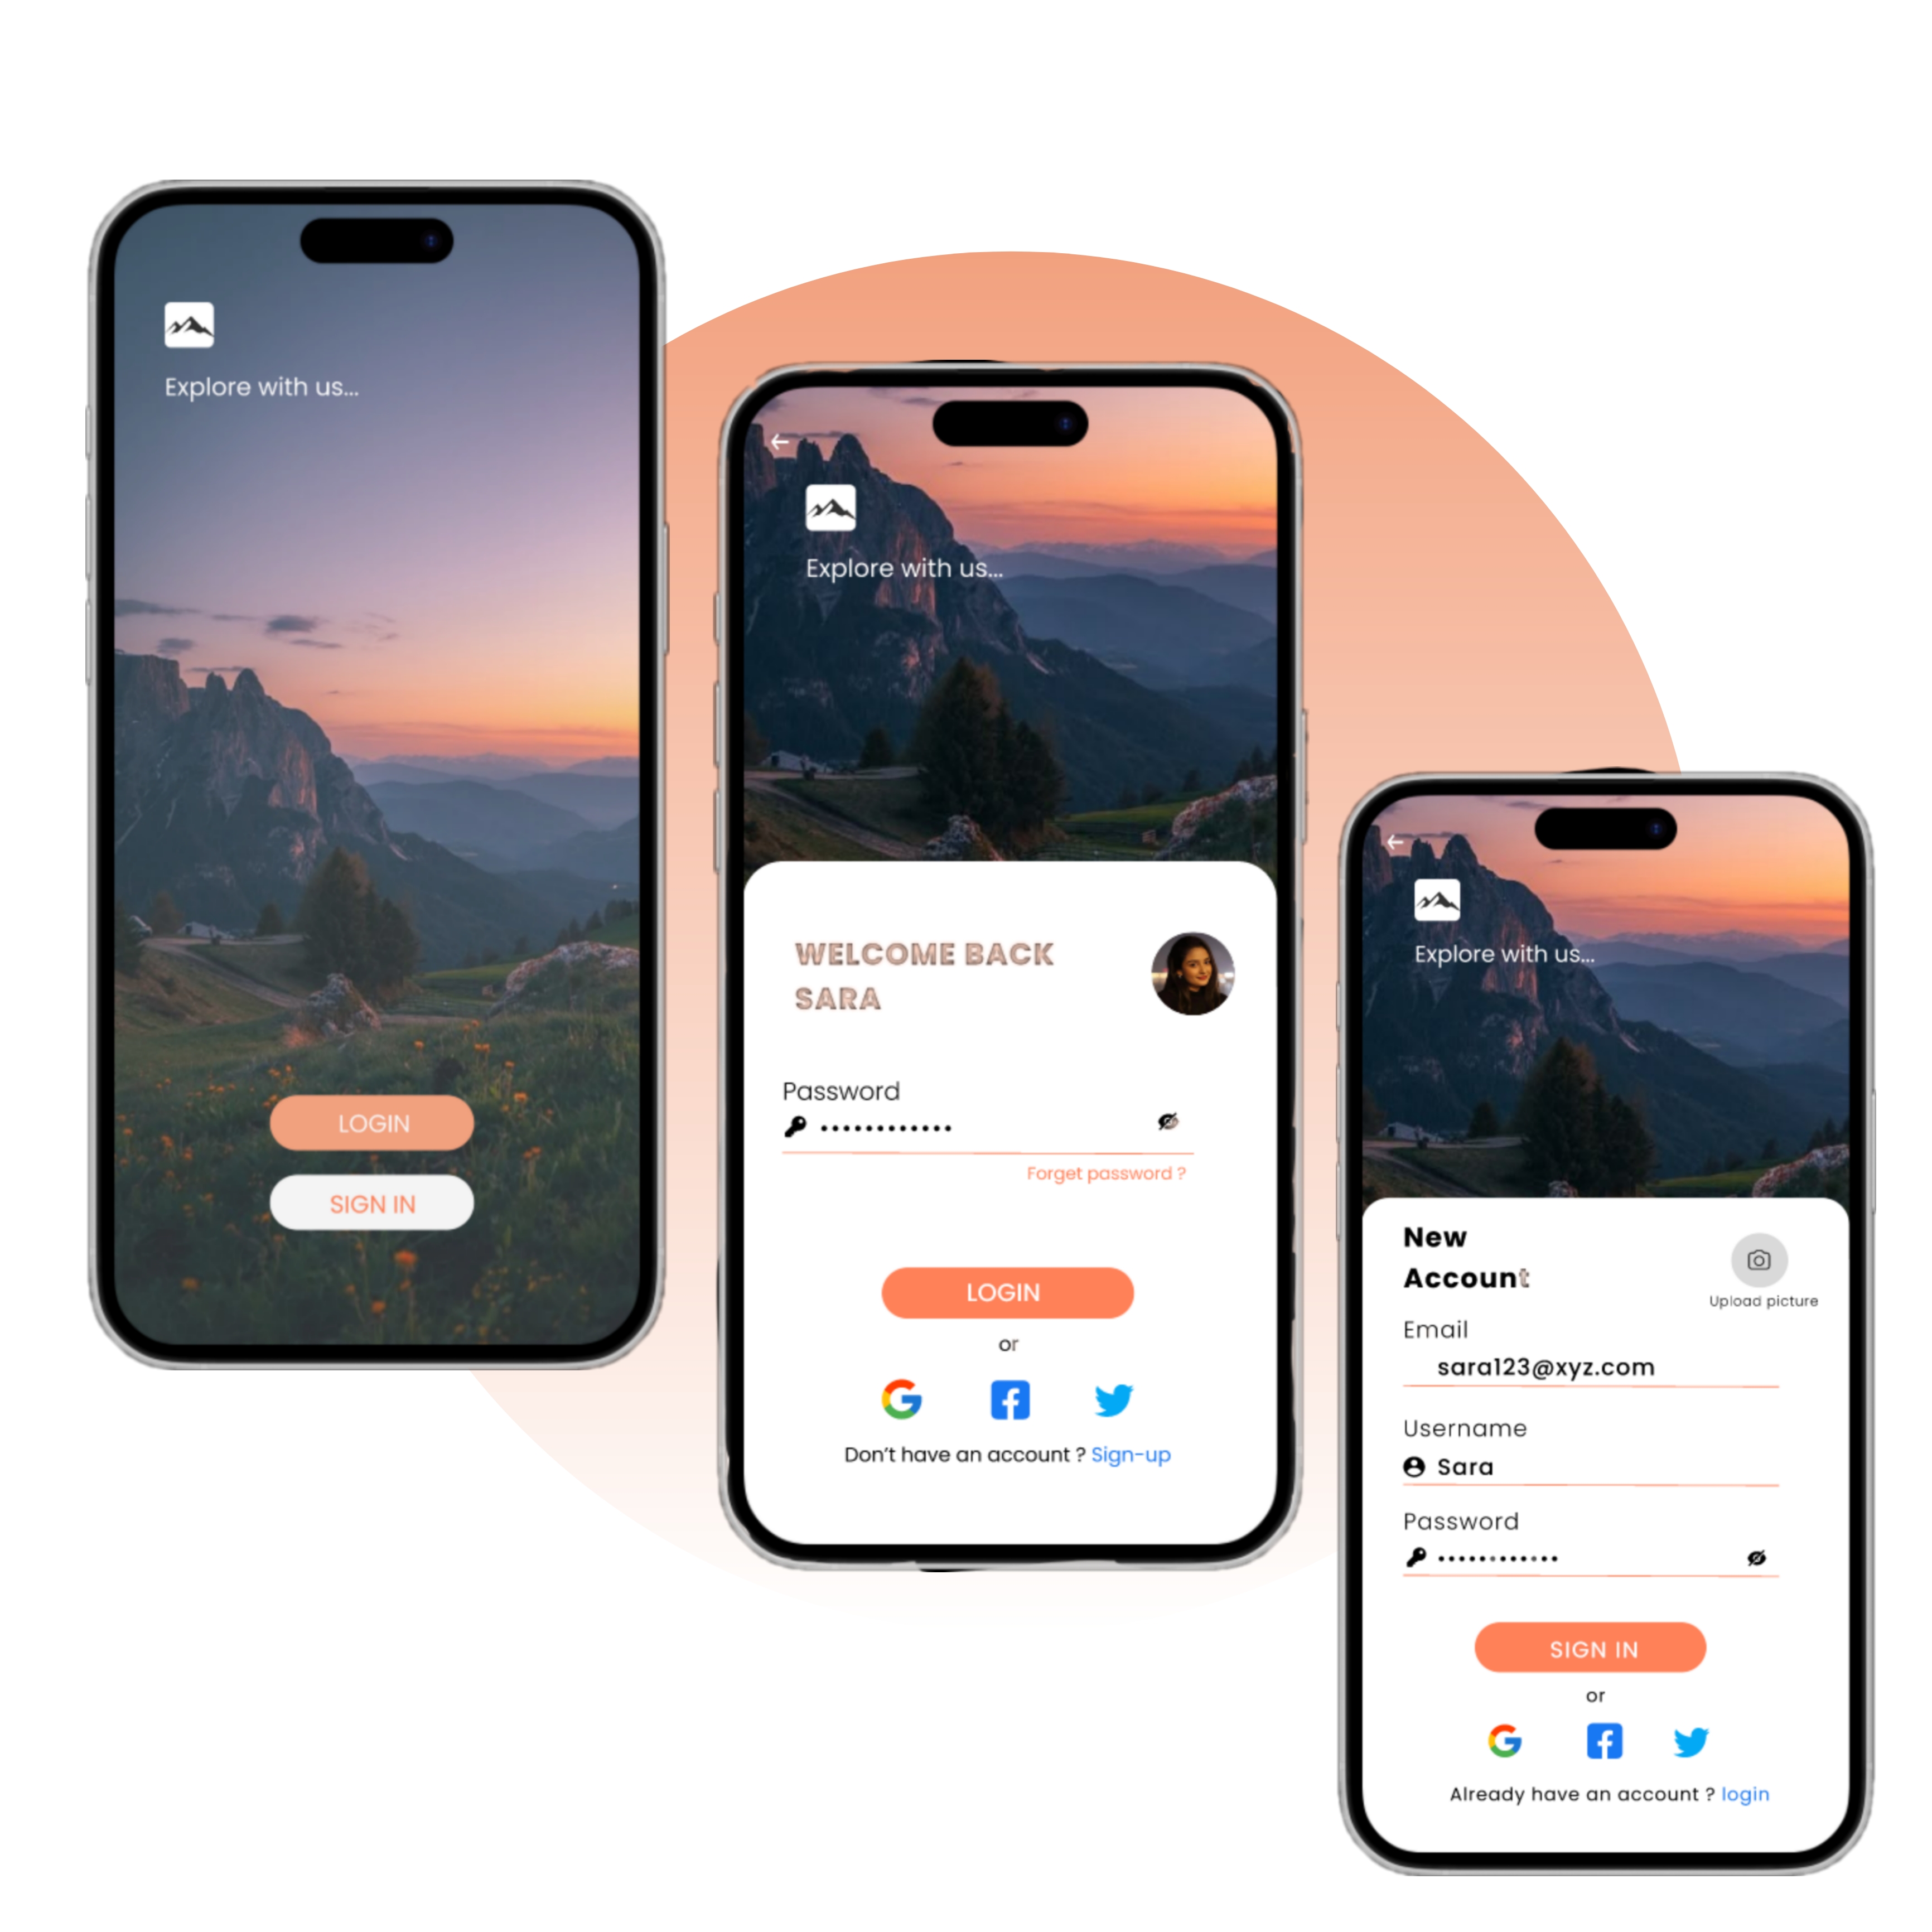 Explore with us...
LOGIN
SIGN IN
Explore with us...
WELCOME BACK
SARA
Password
••••••••••••
Forget password ?
LOGIN
or
Don't have an account ? Sign-up
Explore with us...
New
Account
Upload picture
Email
sara123@xyz.com
Username
Sara
Password
••••••••••••
SIGN IN
or
Already have an account ? login